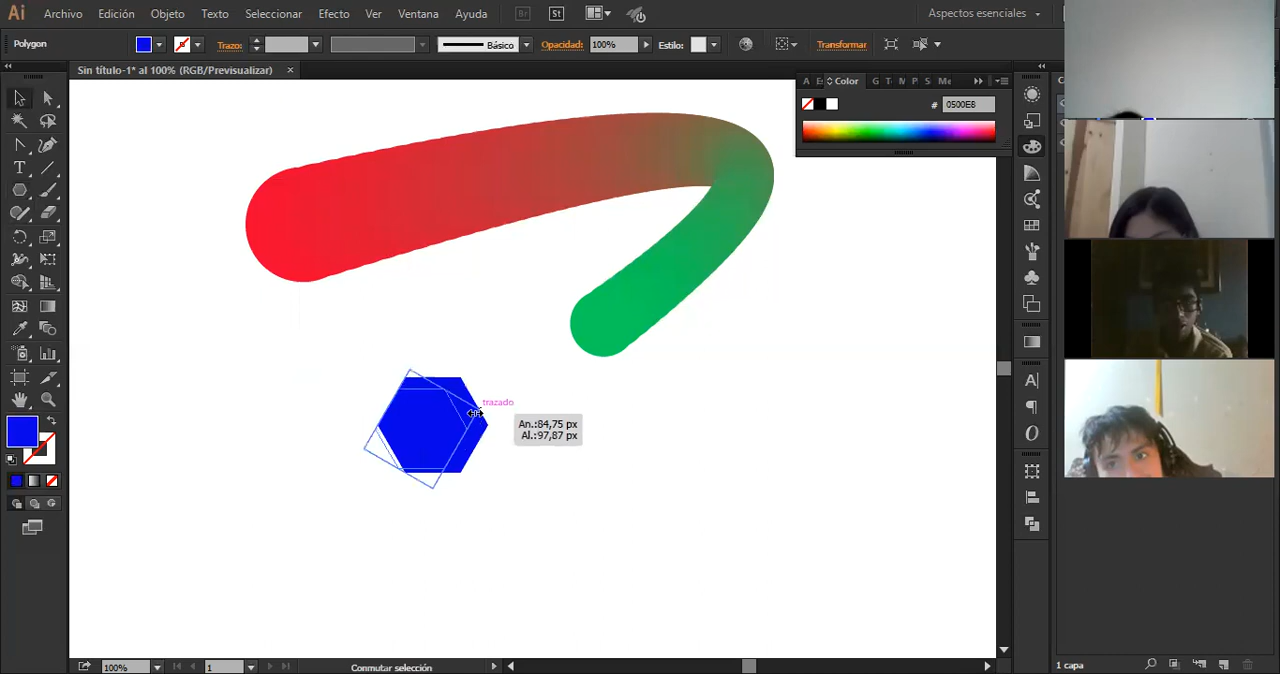 Ai Archivo Edición Objeto Texto Seleccionar Efecto Ver Ventana Ayuda Br St Aspectos esenciales
Polygon Trazo: Básico Opacidad: 100% Estilo: Transformar
Sin título-1* al 100% (RGB/Previsualizar) ×
Color
# 0500E8
trazado
An.:84,75 px
Al.:97,87 px
100% 1 Conmutar selección
1 capa